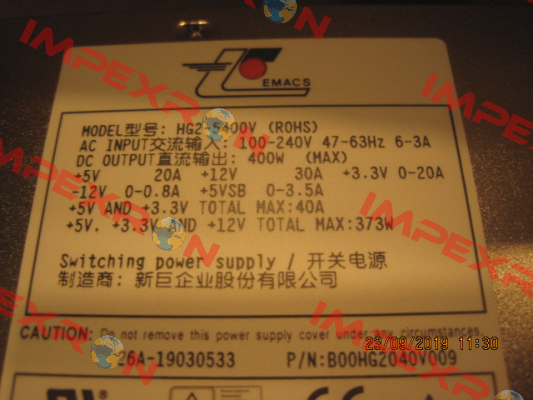 EMACS
MODEL型号: HG2-6400V (ROHS)
AC INPUT交流输入: 100-240V 47-63Hz 6-3A
DC OUTPUT直流输出: 400W (MAX)
+5V 20A +12V 30A +3.3V 0-20A
-12V 0-0.8A +5VSB 0-3.5A
+5V AND +3.3V TOTAL MAX:40A
+5V. +3.3V AND +12V TOTAL MAX:373W
Switching power supply / 开关电源
制造商: 新巨企业股份有限公司
CAUTION: Do not remove this power supply cover under any
23/09/2019 11:30
26A-19030533 P/N:B00HG2040V009
IMPEXRON